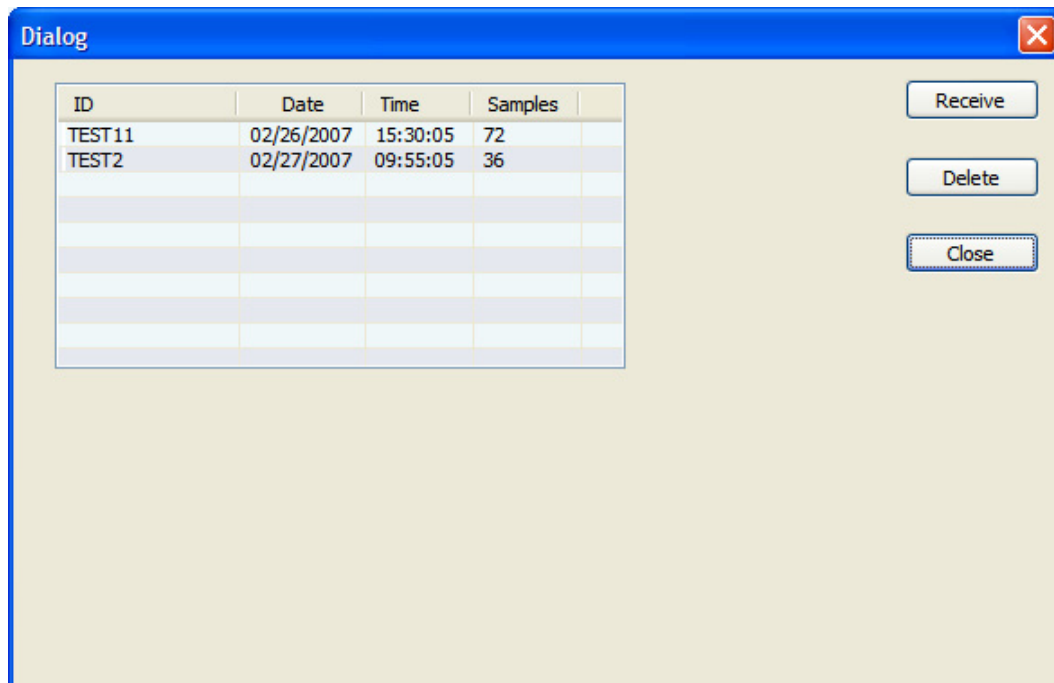 Dialog
ID Date Time Samples
TEST11 02/26/2007 15:30:05 72
TEST2 02/27/2007 09:55:05 36
Receive
Delete
Close